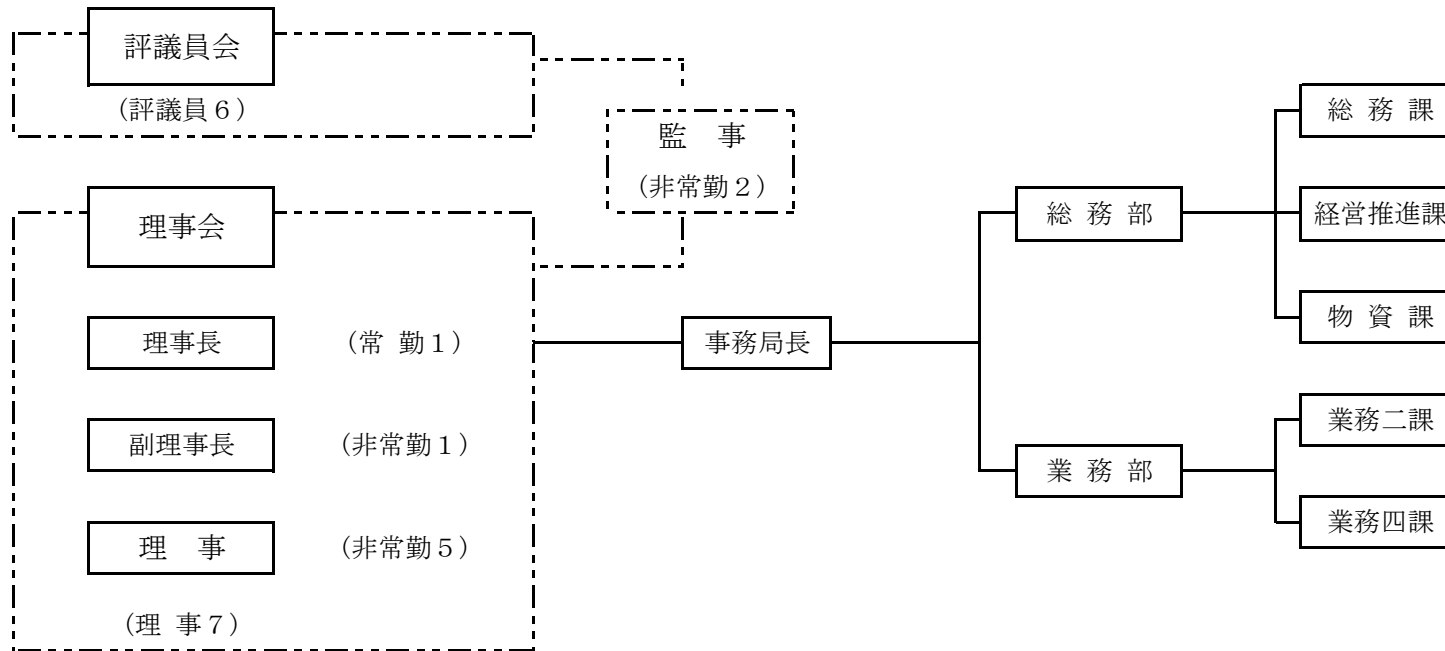 評議員会
(評議員６)
監　事
(非常勤２)
理事会
理事長
(常 勤１)
副理事長
(非常勤１)
理　事
(非常勤５)
(理 事７)
事務局長
総 務 部
業 務 部
総 務 課
経営推進課
物 資 課
業務二課
業務四課